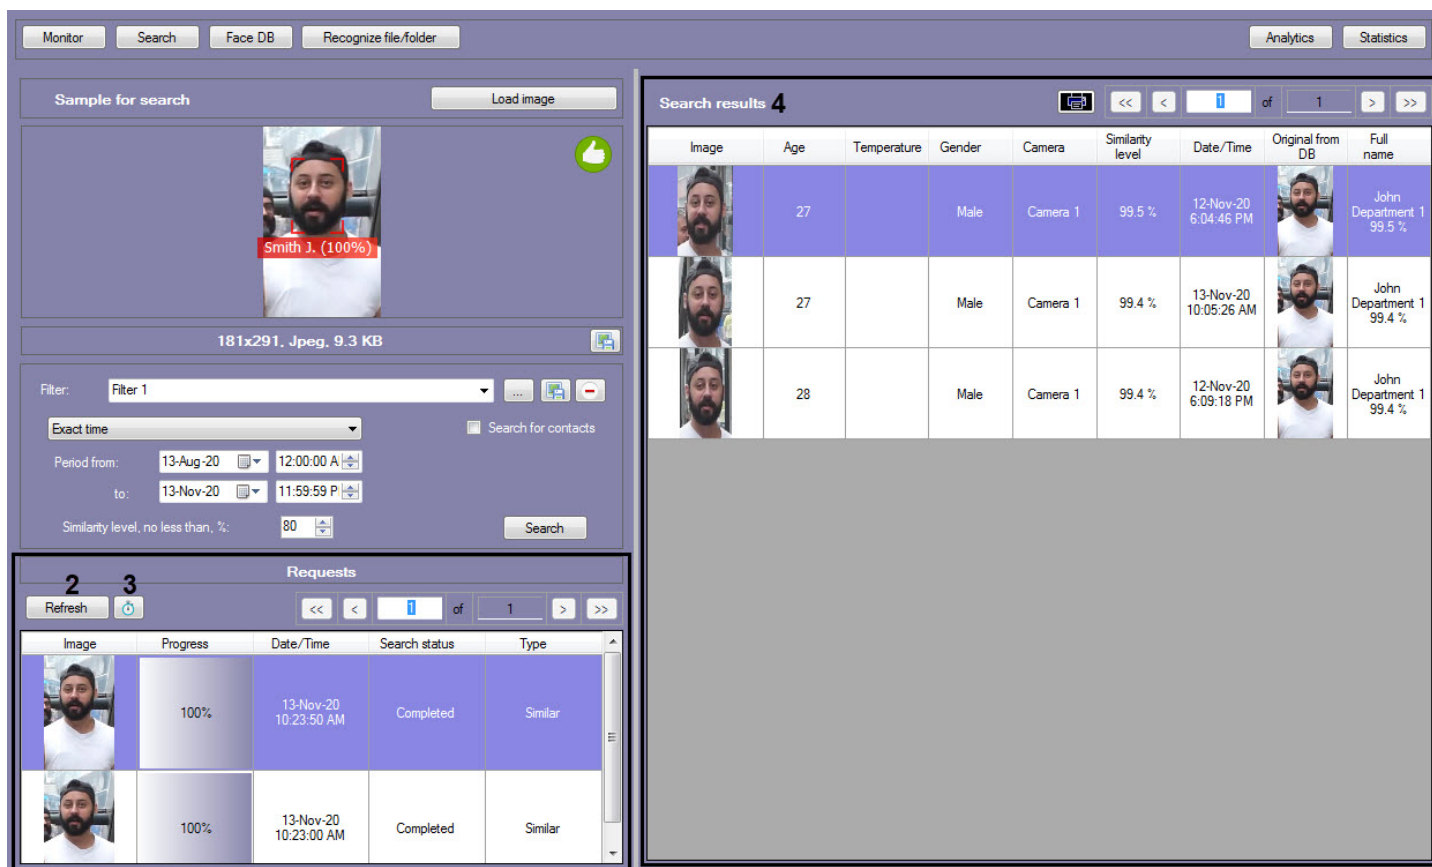 Monitor Search Face DB Recognize file/folder Analytics Statistics
Sample for search Load image
Smith J. (100%)
181x291, Jpeg, 9.3 KB
Filter: Filter 1 ...
Exact time Search for contacts
Period from: 13-Aug-20 12:00:00 A
to: 13-Nov-20 11:59:59 P
Similarity level, no less than, %: 80 Search
Requests
2 3
Refresh << < 1 of 1 > >>
Image Progress Date/Time Search status Type
100% 13-Nov-20 Completed Similar
10:23:50 AM
100% 13-Nov-20 Completed Similar
10:23:00 AM
Search results 4 << < 1 of 1 > >>
Image Age Temperature Gender Camera Similarity Date/Time Original from Full
level DB name
27 Male Camera 1 99.5 % 12-Nov-20 John
6:04:46 PM Department 1
99.5 %
27 Male Camera 1 99.4 % 13-Nov-20 John
10:05:26 AM Department 1
99.4 %
28 Male Camera 1 99.4 % 12-Nov-20 John
6:09:18 PM Department 1
99.4 %